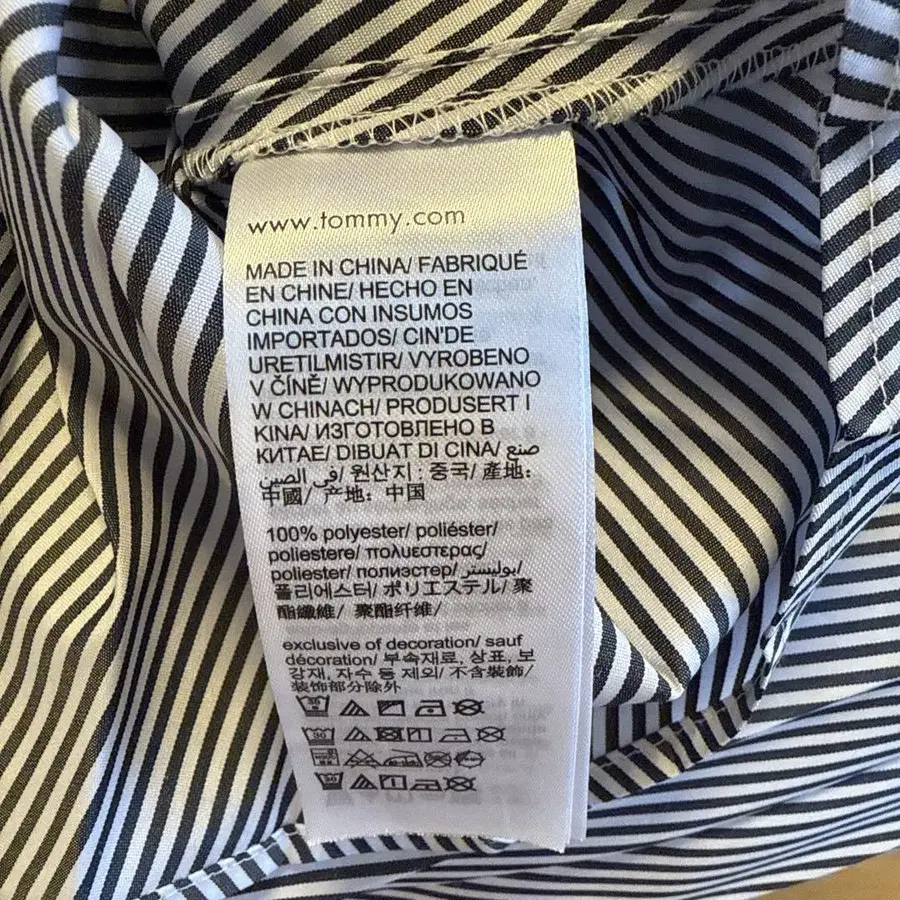 www.tommy.com
MADE IN CHINA/ FABRIQUÉ
EN CHINE/ HECHO EN
CHINA CON INSUMOS
IMPORTADOS/ CIN'DE
URETILMISTIR/ VYROBENO
V ČÍNĚ/ WYPRODUKOWANO
W CHINACH/ PRODUSERT I
KINA/ ИЗГОТОВЛЕНО В
КИТАЕ/ DIBUAT DI CINA/ صنع
في الصين/ 원산지 : 중국/ 產地:
中國/ 产地: 中国
100% polyester/ poliéster/
poliestere/ πολυεστερας/
poliester/ полиэстер/ بوليستر/
폴리에스터/ ポリエステル/ 聚
酯纖維/ 聚酯纤维/
exclusive of decoration/ sauf
décoration/ 부속재료, 상표, 보
강재, 자수 등 제외/ 不含裝飾/
装饰部分除外
30
30
30